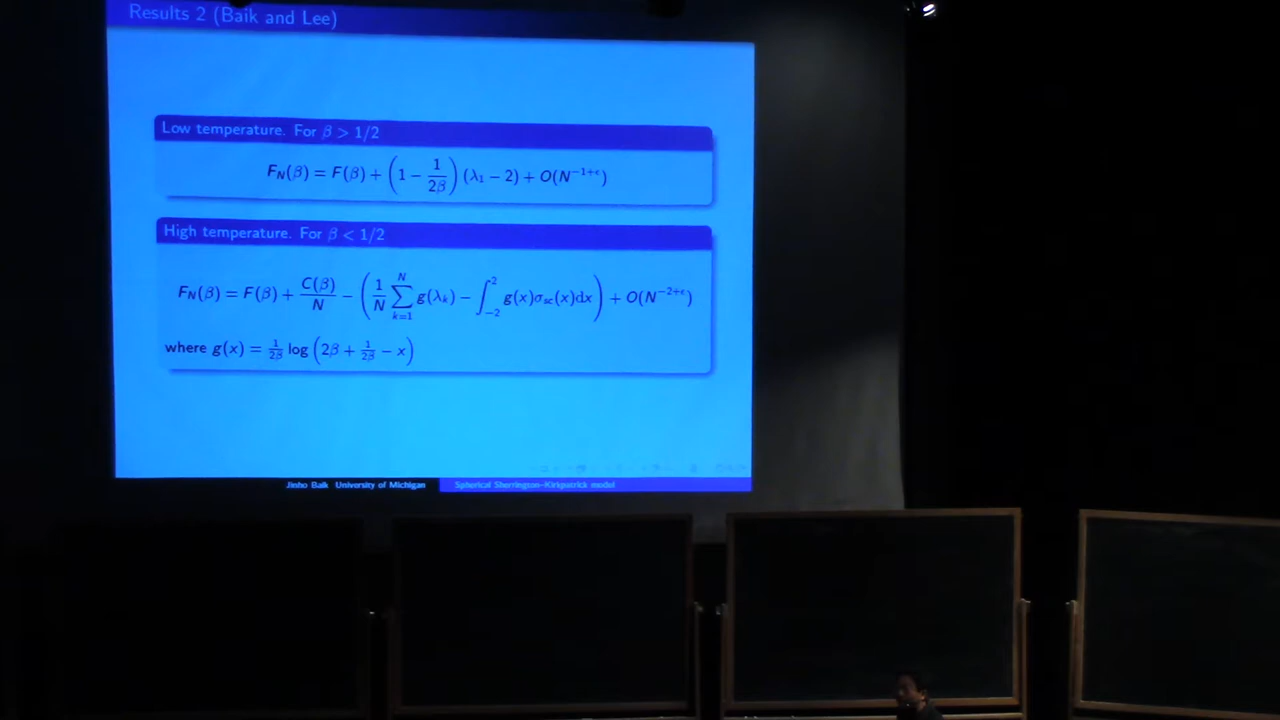 Results 2 (Baik and Lee)
Low temperature. For β > 1/2
F_N(β) = F(β) + (1 − 1/2β) (λ₁ − 2) + O(N^{−1+ϵ})
High temperature. For β < 1/2
F_N(β) = F(β) + C(β)/N − (1/N ∑_{k=1}^{N} g(λ_k) − ∫_{−2}^{2} g(x)σ_{sc}(x)dx) + O(N^{−2+ϵ})
where g(x) = 1/2β log (2β + 1/2β − x)
Jinho Baik University of Michigan Spherical Sherrington–Kirkpatrick model